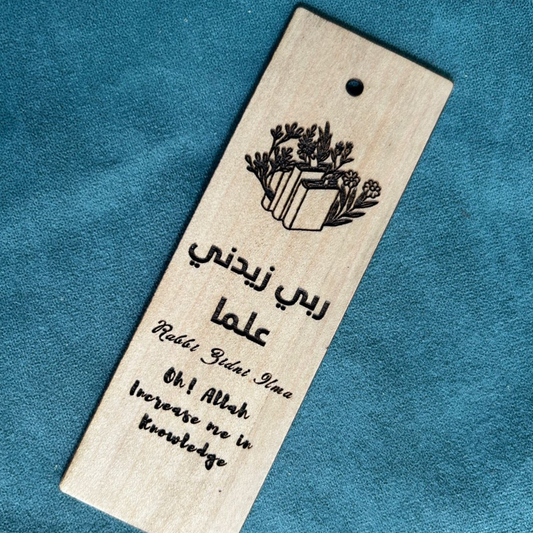 ربي زيدني
علما
Rabbi Zidni Ilma
Oh! Allah
Increase me in
Knowledge